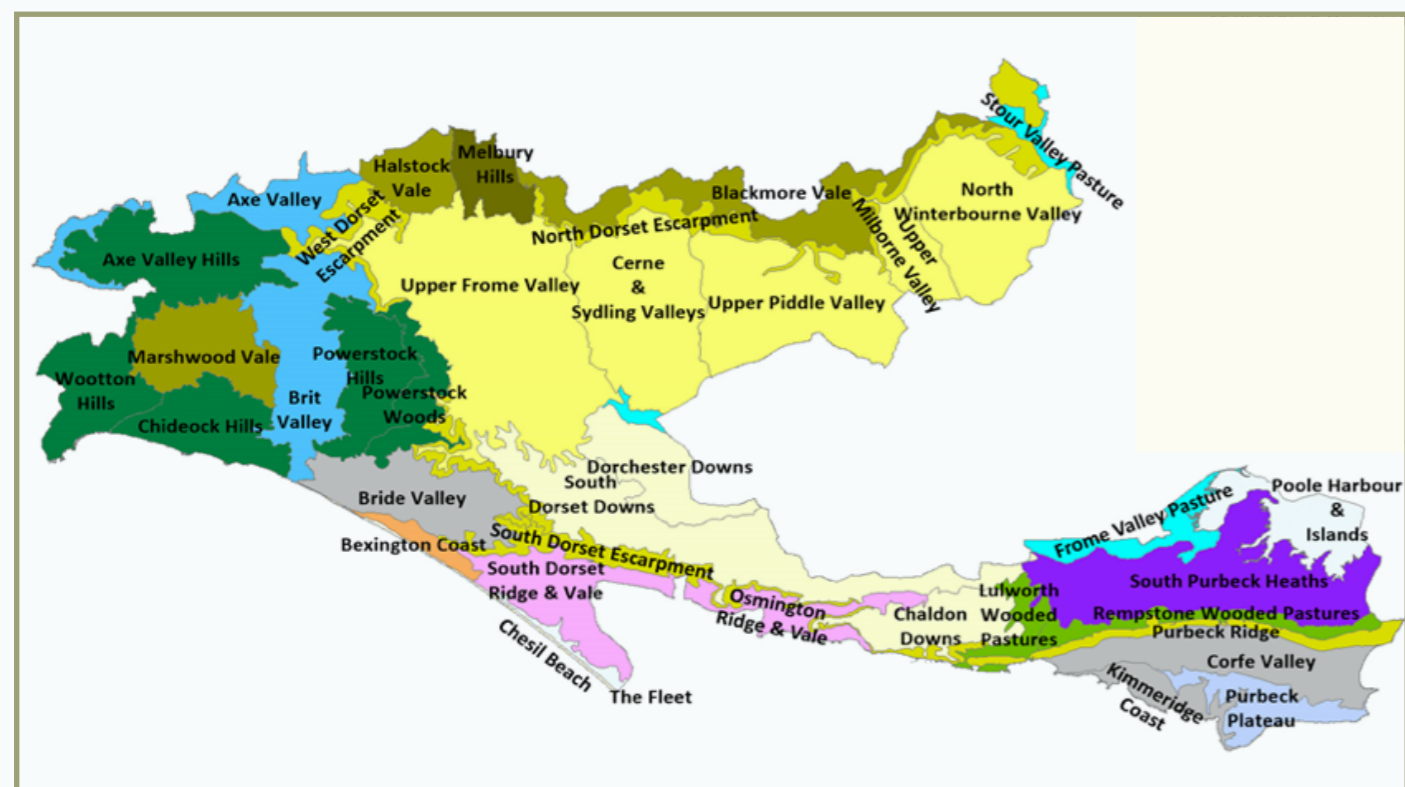 Stour Valley Pasture
Halstock
Vale
Melbury
Hills
Axe Valley
Blackmore Vale
North
Winterbourne Valley
West Dorset
Escarpment
North Dorset Escarpment
Milborne Valley
Upper
Axe Valley Hills
Upper Frome Valley
Cerne
&
Sydling Valleys
Upper Piddle Valley
Marshwood Vale
Powerstock
Hills
Wootton
Hills
Brit
Valley
Powerstock
Woods
Chideock Hills
Dorchester Downs
South
Dorset Downs
Bride Valley
Bexington Coast
South Dorset Escarpment
South Dorset
Ridge & Vale
Osmington
Ridge & Vale
Chesil Beach
The Fleet
Chaldon
Downs
Lulworth
Wooded
Pastures
Frome Valley Pasture
Poole Harbour
&
Islands
South Purbeck Heaths
Rempstone Wooded Pastures
Purbeck Ridge
Corfe Valley
Kimmeridge
Coast
Purbeck
Plateau